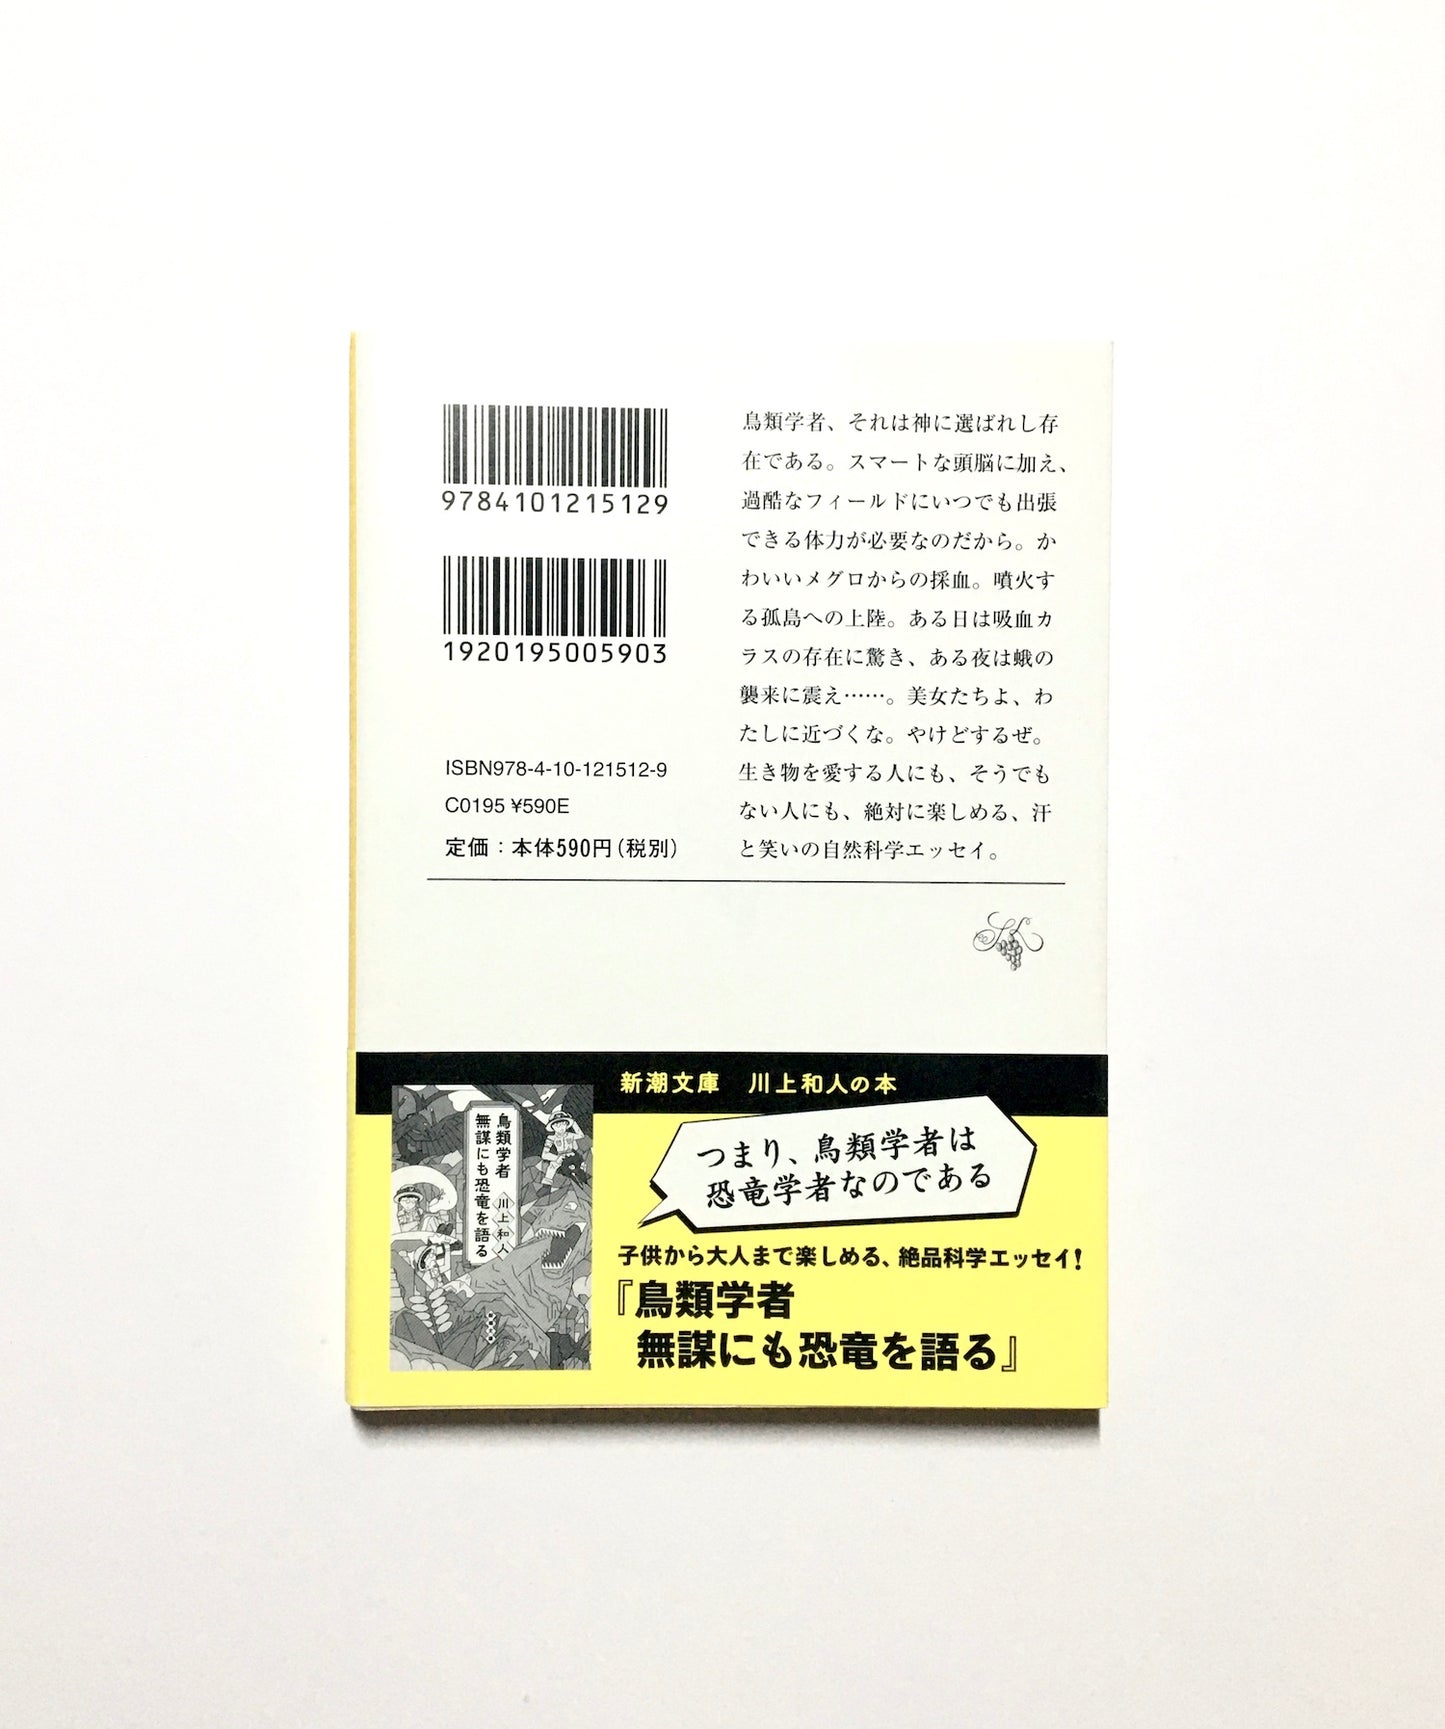 9784101215129
1920195005903
ISBN978-4-10-121512-9
C0195 ¥590E
定価：本体590円（税別）
鳥類学者、それは神に選ばれし存
在である。スマートな頭脳に加え、
過酷なフィールドにいつでも出張
できる体力が必要なのだから。か
わいいメグロからの採血。噴火す
る孤島への上陸。ある日は吸血カ
ラスの存在に驚き、ある夜は蛾の
襲来に震え……。美女たちよ、わ
たしに近づくな。やけどするぜ。
生き物を愛する人にも、そうでも
ない人にも、絶対に楽しめる、汗
と笑いの自然科学エッセイ。
新潮文庫　川上和人の本
鳥類学者
無謀にも恐竜を語る
川上和人
つまり、鳥類学者は
恐竜学者なのである
子供から大人まで楽しめる、絶品科学エッセイ！
『鳥類学者
無謀にも恐竜を語る』